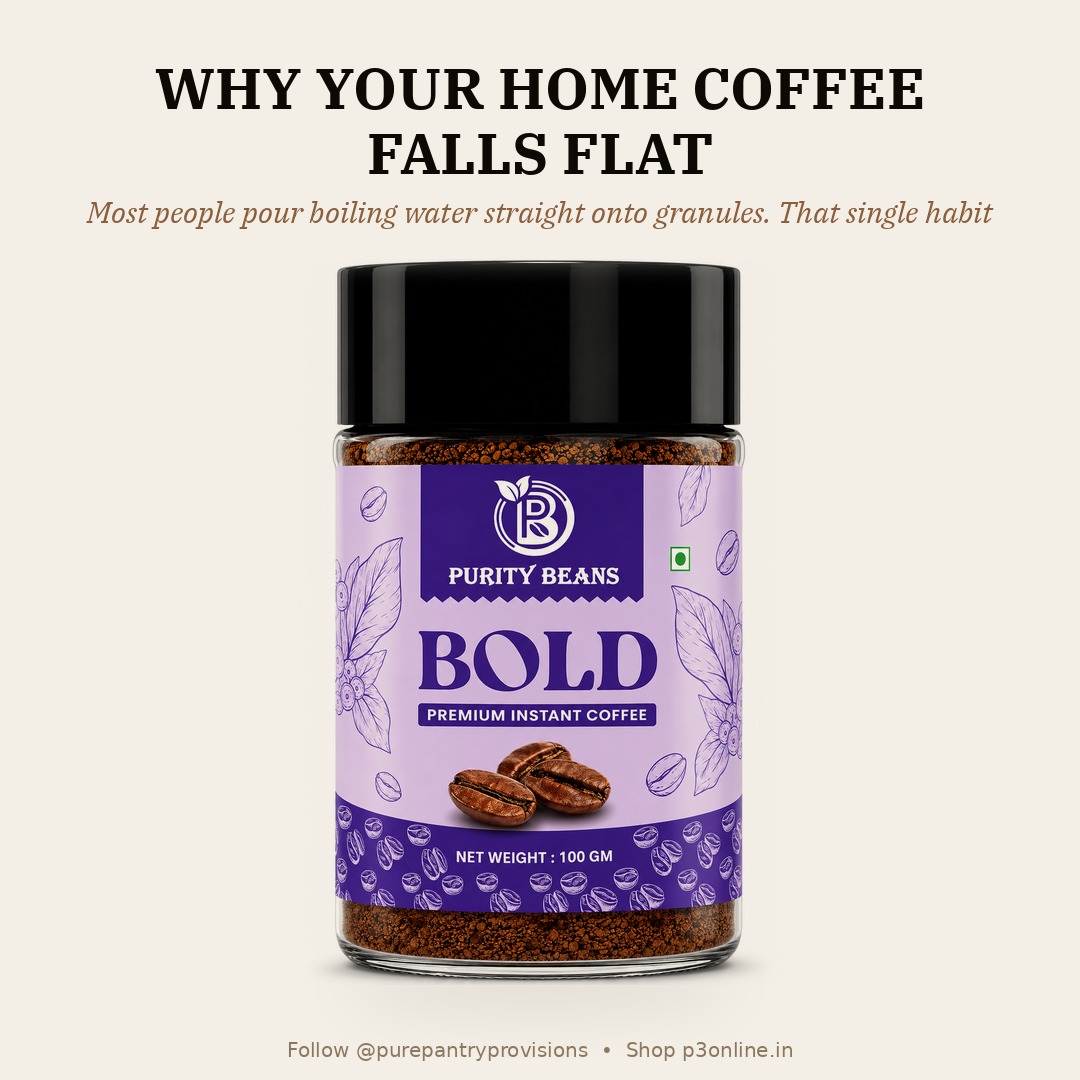 WHY YOUR HOME COFFEE
FALLS FLAT
Most people pour boiling water straight onto granules. That single habit
PURITY BEANS
BOLD
PREMIUM INSTANT COFFEE
NET WEIGHT : 100 GM
Follow @purepantryprovisions • Shop p3online.in